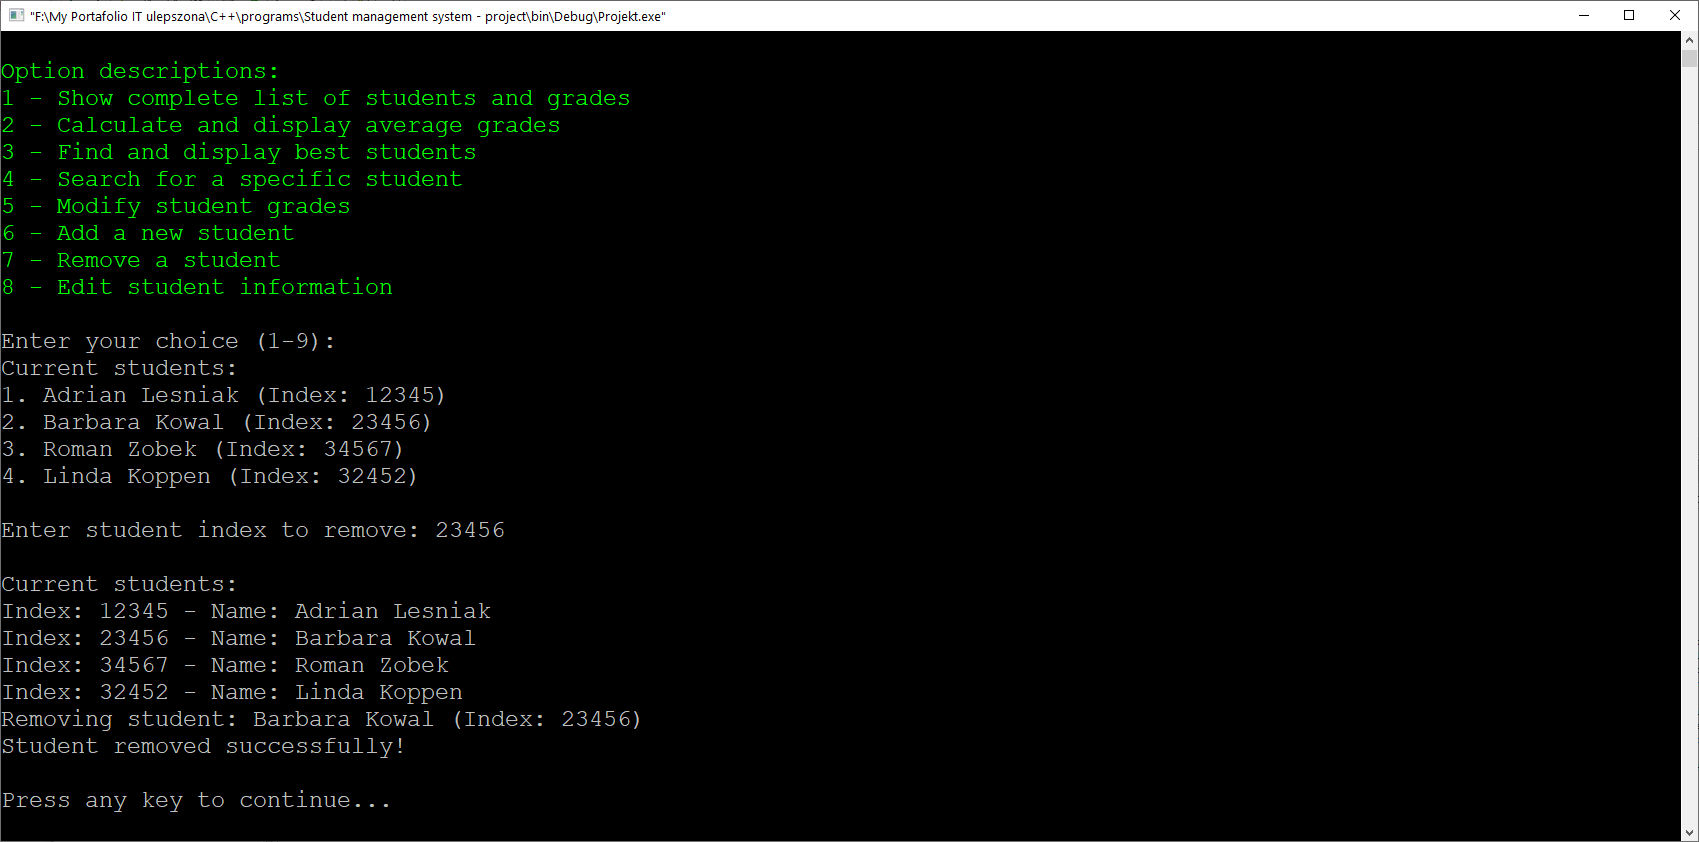 "F:\My Portafolio IT ulepszona\C++\programs\Student management system - project\bin\Debug\Projekt.exe"
Option descriptions:
1 - Show complete list of students and grades
2 - Calculate and display average grades
3 - Find and display best students
4 - Search for a specific student
5 - Modify student grades
6 - Add a new student
7 - Remove a student
8 - Edit student information
Enter your choice (1-9):
Current students:
1. Adrian Lesniak (Index: 12345)
2. Barbara Kowal (Index: 23456)
3. Roman Zobek (Index: 34567)
4. Linda Koppen (Index: 32452)
Enter student index to remove: 23456
Current students:
Index: 12345 - Name: Adrian Lesniak
Index: 23456 - Name: Barbara Kowal
Index: 34567 - Name: Roman Zobek
Index: 32452 - Name: Linda Koppen
Removing student: Barbara Kowal (Index: 23456)
Student removed successfully!
Press any key to continue...